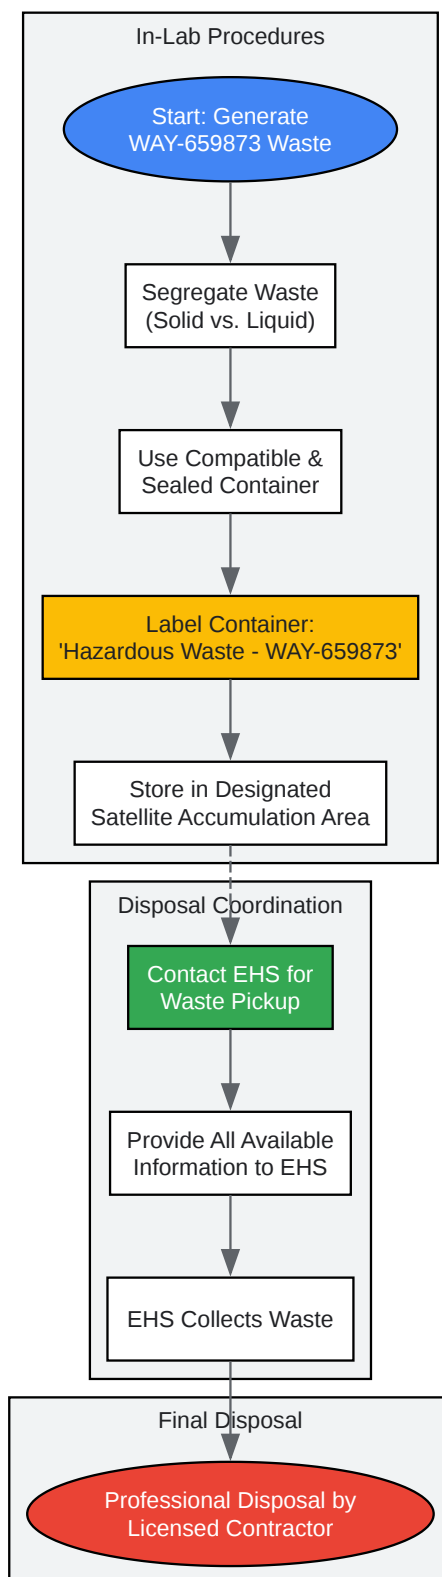 In-Lab Procedures
Start: Generate
WAY-659873 Waste
Segregate Waste
(Solid vs. Liquid)
Use Compatible &
Sealed Container
Label Container:
'Hazardous Waste - WAY-659873'
Store in Designated
Satellite Accumulation Area
Disposal Coordination
Contact EHS for
Waste Pickup
Provide All Available
Information to EHS
EHS Collects Waste
Final Disposal
Professional Disposal by
Licensed Contractor